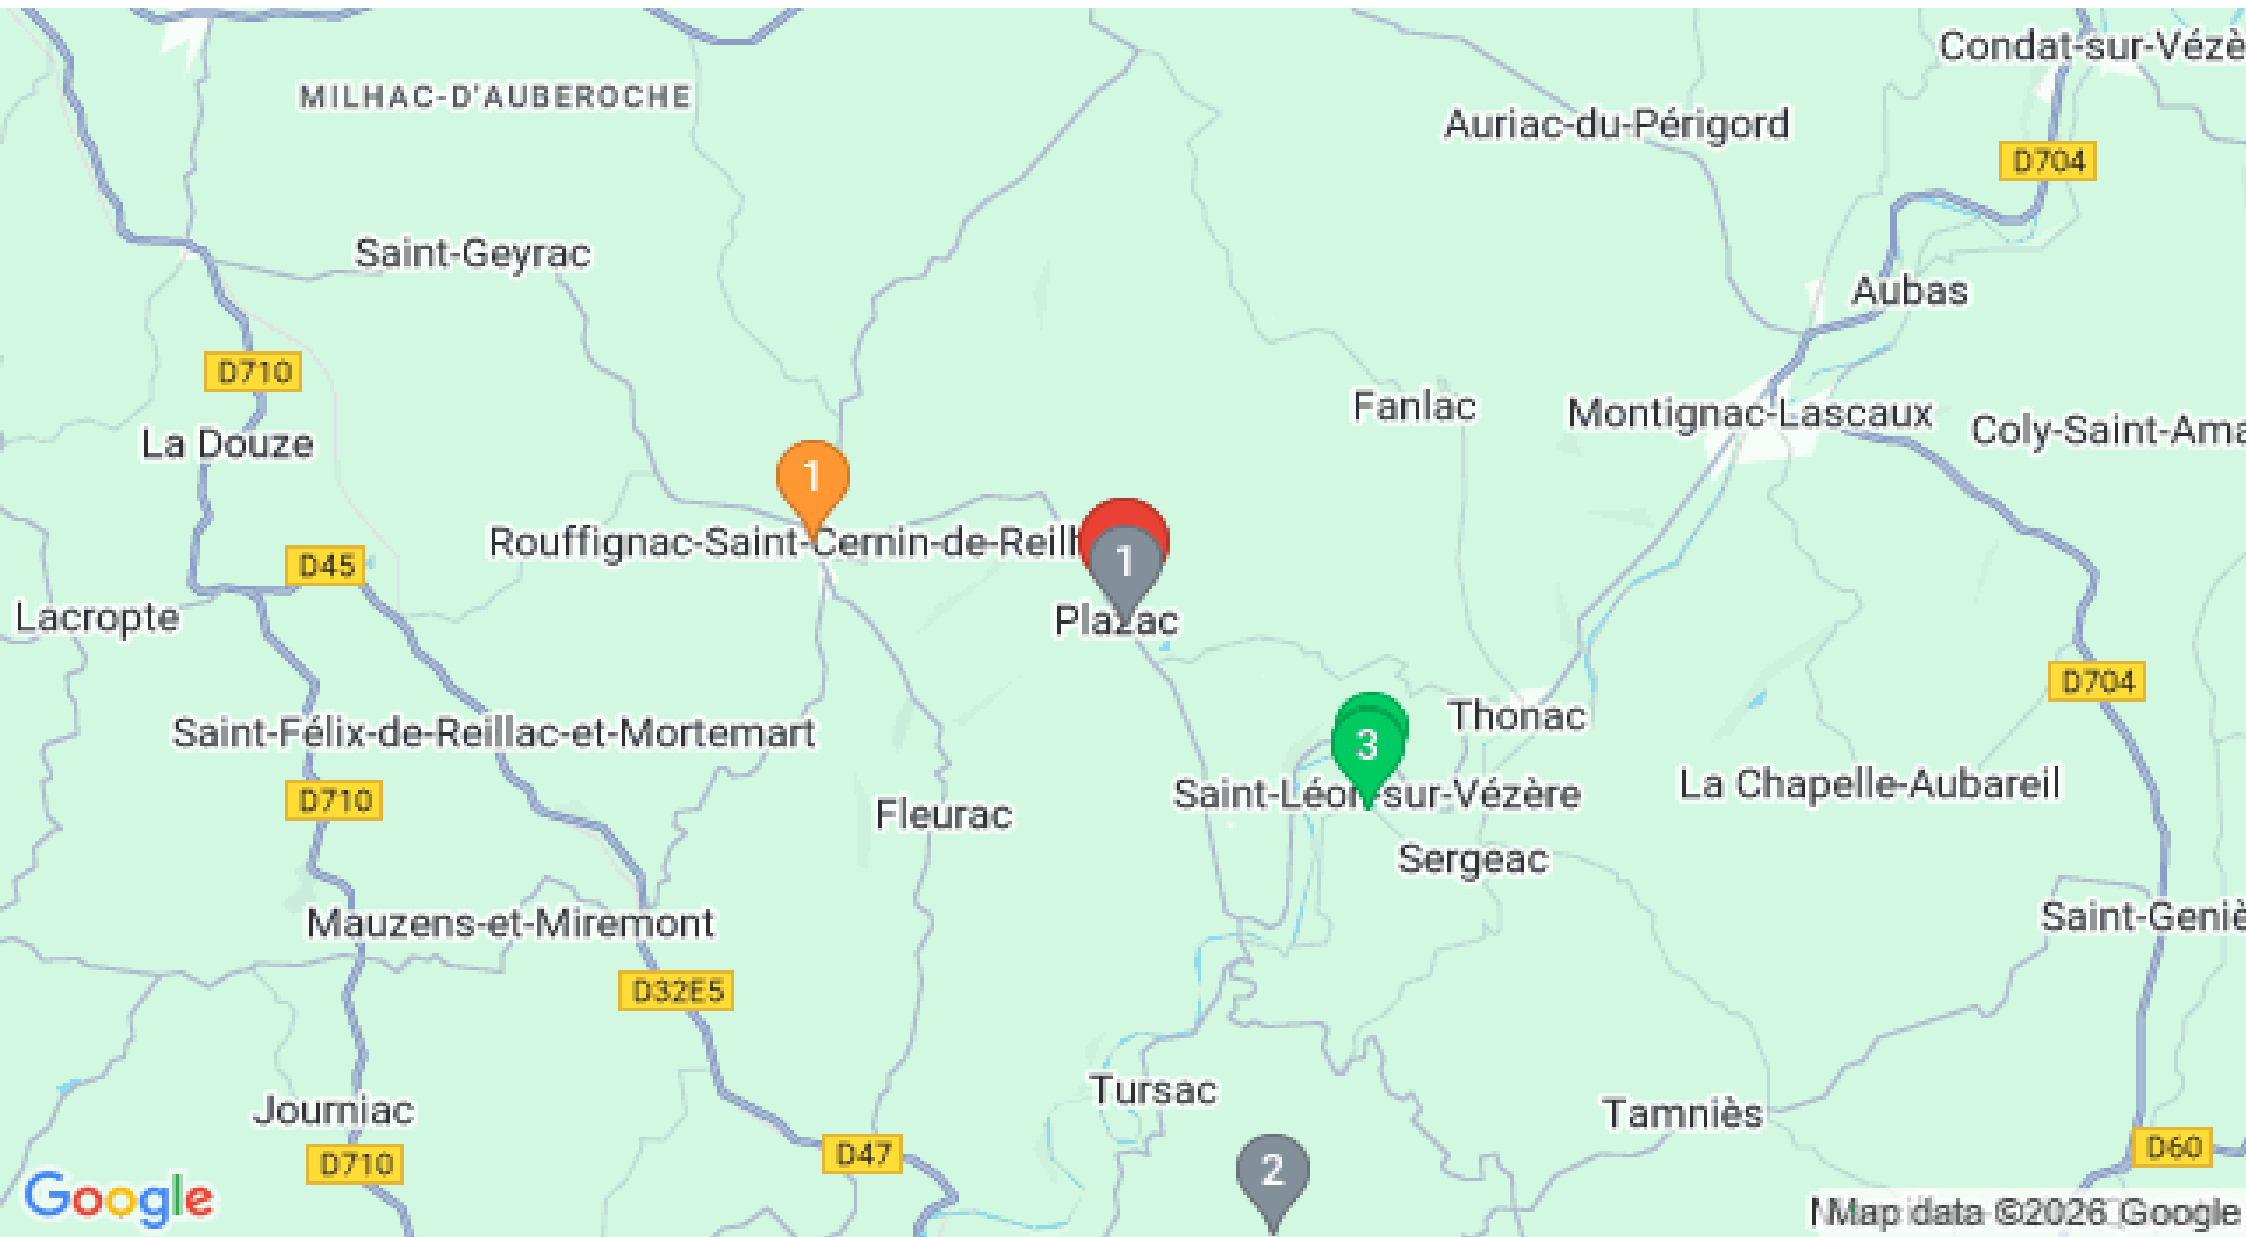 Condat-sur-Vézè
MILHAC-D'AUBEROCHE
Auriac-du-Périgord
D704
Saint-Geyrac
Aubas
D710
Fanlac
Montignac-Lascaux
Coly-Saint-Ama
La Douze
1
Rouffignac-Saint-Cernin-de-Reilh
1
D45
Lacropte
Plazac
D704
Thonac
Saint-Félix-de-Reillac-et-Mortemart
3
La Chapelle-Aubareil
Saint-Léon-sur-Vézère
D710
Fleurac
Sergeac
Mauzens-et-Miremont
Saint-Geniè
D32E5
Tursac
Journiac
Tamniès
D60
D47
D710
2
Google
Map data ©2026 Google